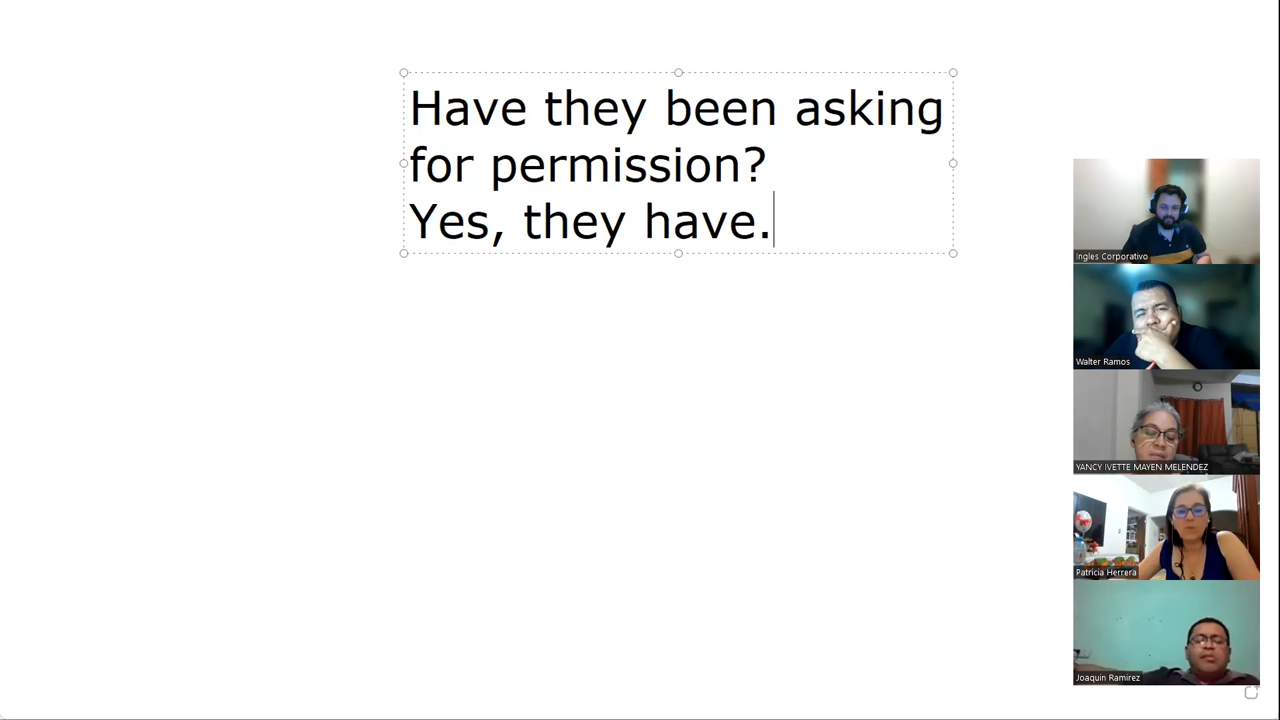 Have they been asking
for permission?
Yes, they have.
Ingles Corporativo
Walter Ramos
YANCY IVETTE MAYEN MELENDEZ
Patricia Herrera
Joaquin Ramirez